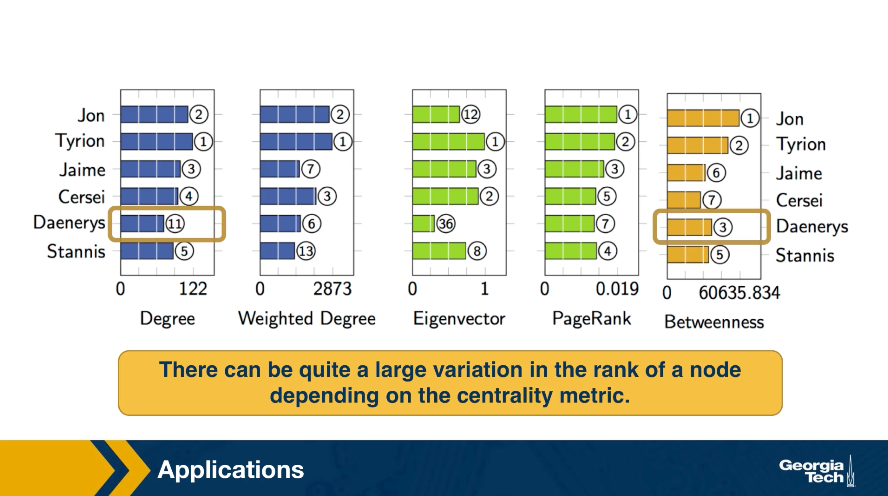 Jon 2 2 12 1 1 Jon
Tyrion 1 1 1 2 2 Tyrion
Jaime 3 7 3 3 6 Jaime
Cersei 4 3 2 5 7 Cersei
Daenerys 11 6 36 7 3 Daenerys
Stannis 5 13 8 4 5 Stannis
0 122 0 2873 0 1 0 0.019 0 60635.834
Degree Weighted Degree Eigenvector PageRank Betweenness
There can be quite a large variation in the rank of a node
depending on the centrality metric.
Applications
Georgia
Tech